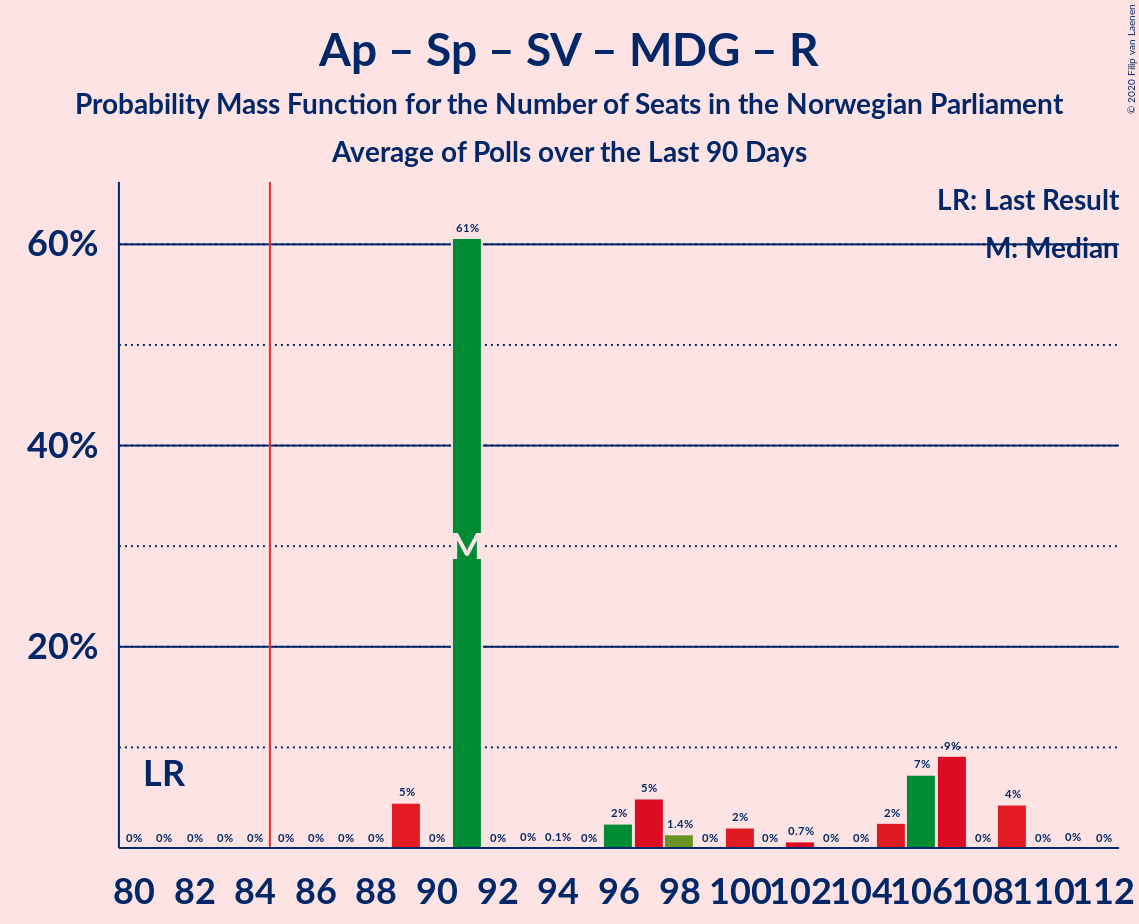 Ap – Sp – SV – MDG – R
Probability Mass Function for the Number of Seats in the Norwegian Parliament
Average of Polls over the Last 90 Days
© 2020 Filip van Laenen
LR: Last Result
M: Median
60%
40%
20%
61%
M
LR
0% 0% 0% 0% 0% 0% 0% 0% 0% 5% 0% 0% 0% 0.1% 0% 2% 5% 1.4% 0% 2% 0% 0.7% 0% 0% 2% 7% 9% 0% 4% 0% 0% 0%
80 82 84 86 88 90 92 94 96 98 100 102 104 106 108 110 112